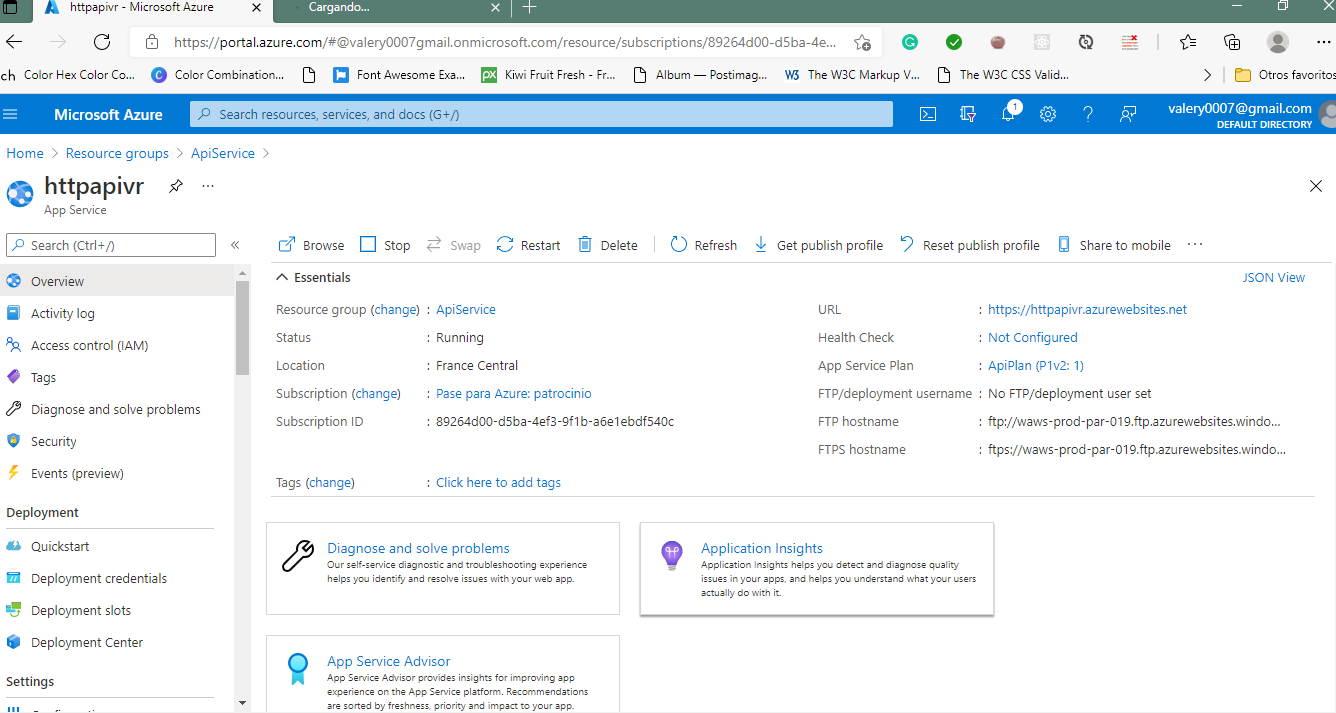 httpapivr - Microsoft Azure
Cargando...
https://portal.azure.com/#@valery0007gmail.onmicrosoft.com/resource/subscriptions/89264d00-d5ba-4e...
ch Color Hex Color Co... Color Combination... Font Awesome Exa... Kiwi Fruit Fresh - Fr... Album — Postimag... The W3C Markup V... The W3C CSS Valid... Otros favoritos
Microsoft Azure
Search resources, services, and docs (G+/)
1
valery0007@gmail.com
DEFAULT DIRECTORY
Home > Resource groups > ApiService >
httpapivr
App Service
Search (Ctrl+/)
Overview
Activity log
Access control (IAM)
Tags
Diagnose and solve problems
Security
Events (preview)
Deployment
Quickstart
Deployment credentials
Deployment slots
Deployment Center
Settings
Browse Stop Swap Restart Delete Refresh Get publish profile Reset publish profile Share to mobile
Essentials
JSON View
Resource group (change) : ApiService
Status : Running
Location : France Central
Subscription (change) : Pase para Azure: patrocinio
Subscription ID : 89264d00-d5ba-4ef3-9f1b-a6e1ebdf540c
URL : https://httpapivr.azurewebsites.net
Health Check : Not Configured
App Service Plan : ApiPlan (P1v2: 1)
FTP/deployment username : No FTP/deployment user set
FTP hostname : ftp://waws-prod-par-019.ftp.azurewebsites.windo...
FTPS hostname : ftps://waws-prod-par-019.ftp.azurewebsites.windo...
Tags (change) : Click here to add tags
Diagnose and solve problems
Our self-service diagnostic and troubleshooting experience
helps you identify and resolve issues with your web app.
Application Insights
Application Insights helps you detect and diagnose quality
issues in your apps, and helps you understand what your users
actually do with it.
App Service Advisor
App Service Advisor provides insights for improving app
experience on the App Service platform. Recommendations
are sorted by freshness, priority and impact to your app.